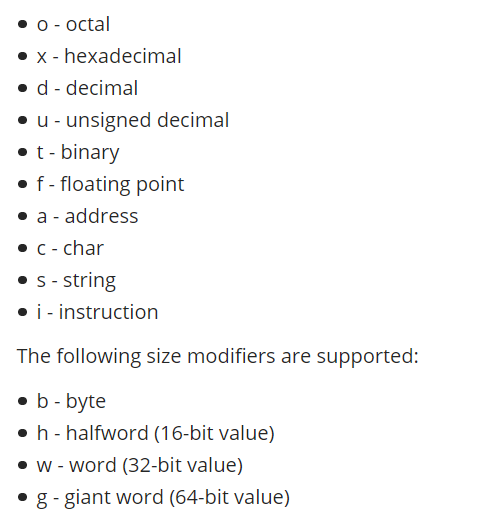 • o - octal
• x - hexadecimal
• d - decimal
• u - unsigned decimal
• t - binary
• f - floating point
• a - address
• c - char
• s - string
• i - instruction
The following size modifiers are supported:
• b - byte
• h - halfword (16-bit value)
• w - word (32-bit value)
• g - giant word (64-bit value)